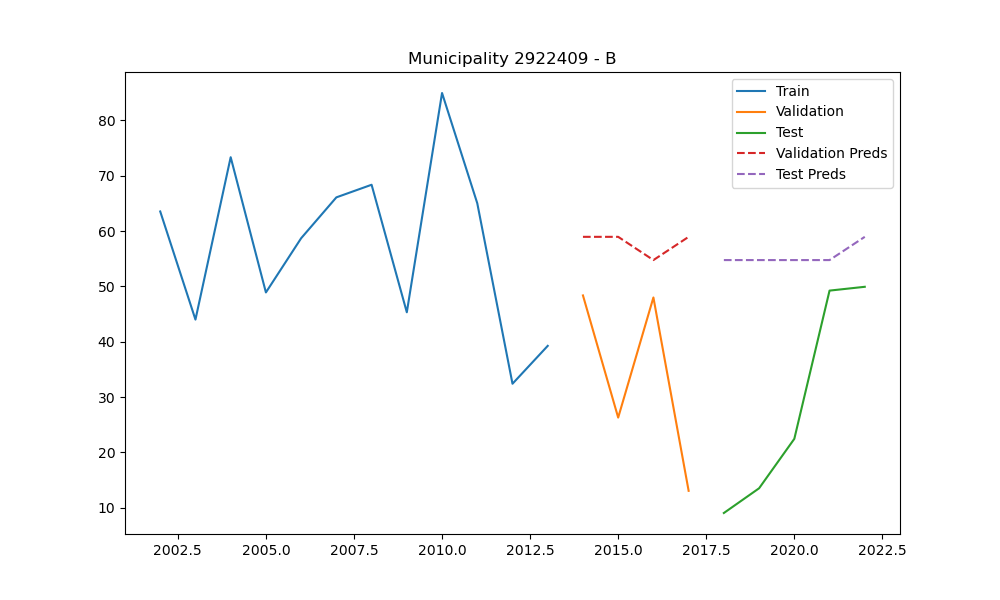 Municipality 2922409 - B
Train
Validation
Test
Validation Preds
Test Preds
80
70
60
50
40
30
20
10
2002.5 2005.0 2007.5 2010.0 2012.5 2015.0 2017.5 2020.0 2022.5